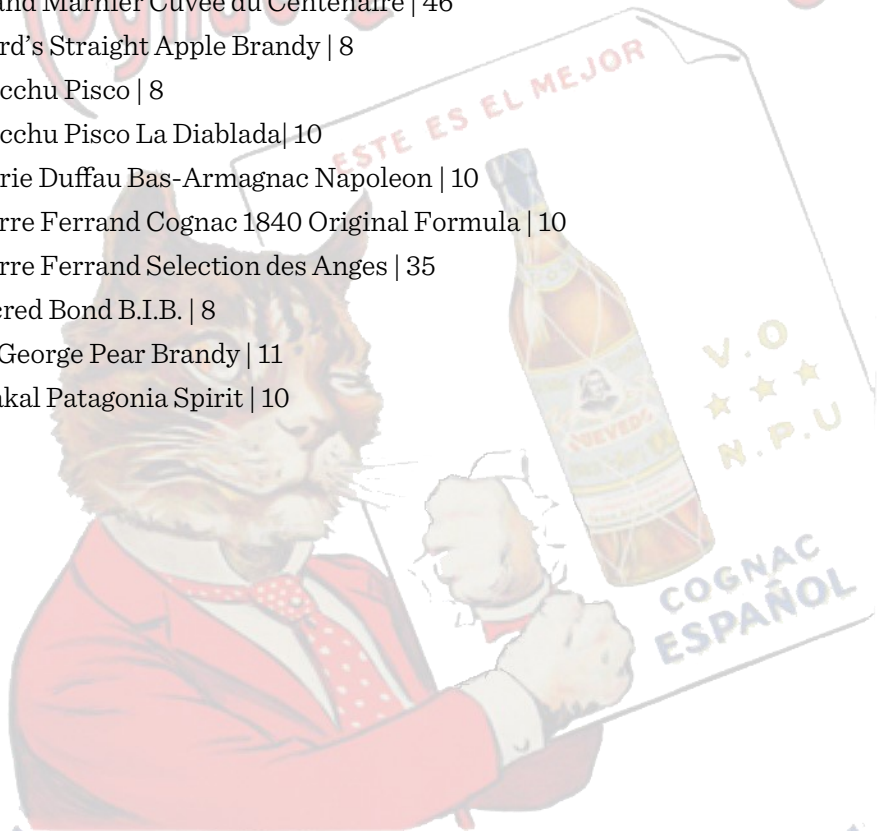 and Marnier Cuvée du Centenaire | 46
rd’s Straight Apple Brandy | 8
cchu Pisco | 8
cchu Pisco La Diablada| 10
rie Duffau Bas-Armagnac Napoleon | 10
rre Ferrand Cognac 1840 Original Formula | 10
rre Ferrand Selection des Anges | 35
cred Bond B.I.B. | 8
George Pear Brandy | 11
akal Patagonia Spirit | 10
ESTE ES EL MEJOR
V.O
N.P.U
COGNAC
ESPAÑOL